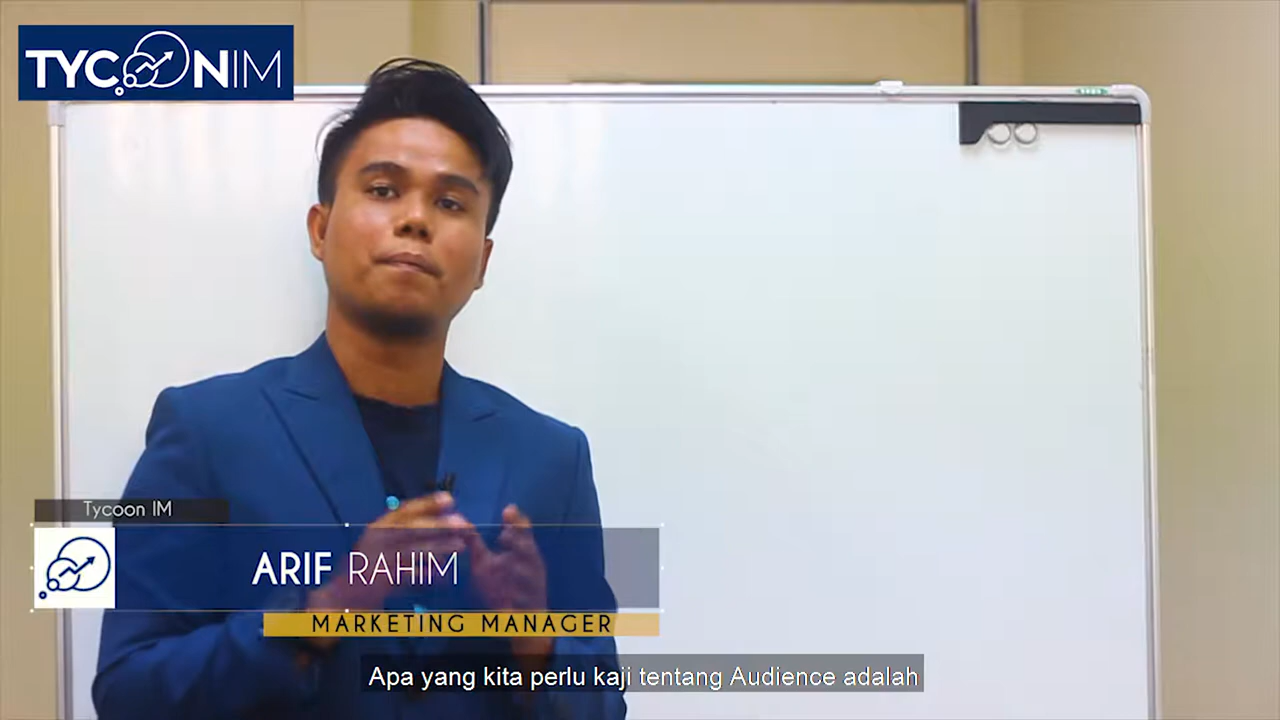 TYCOONIM
Tycoon IM
ARIF RAHIM
MARKETING MANAGER
Apa yang kita perlu kaji tentang Audience adalah